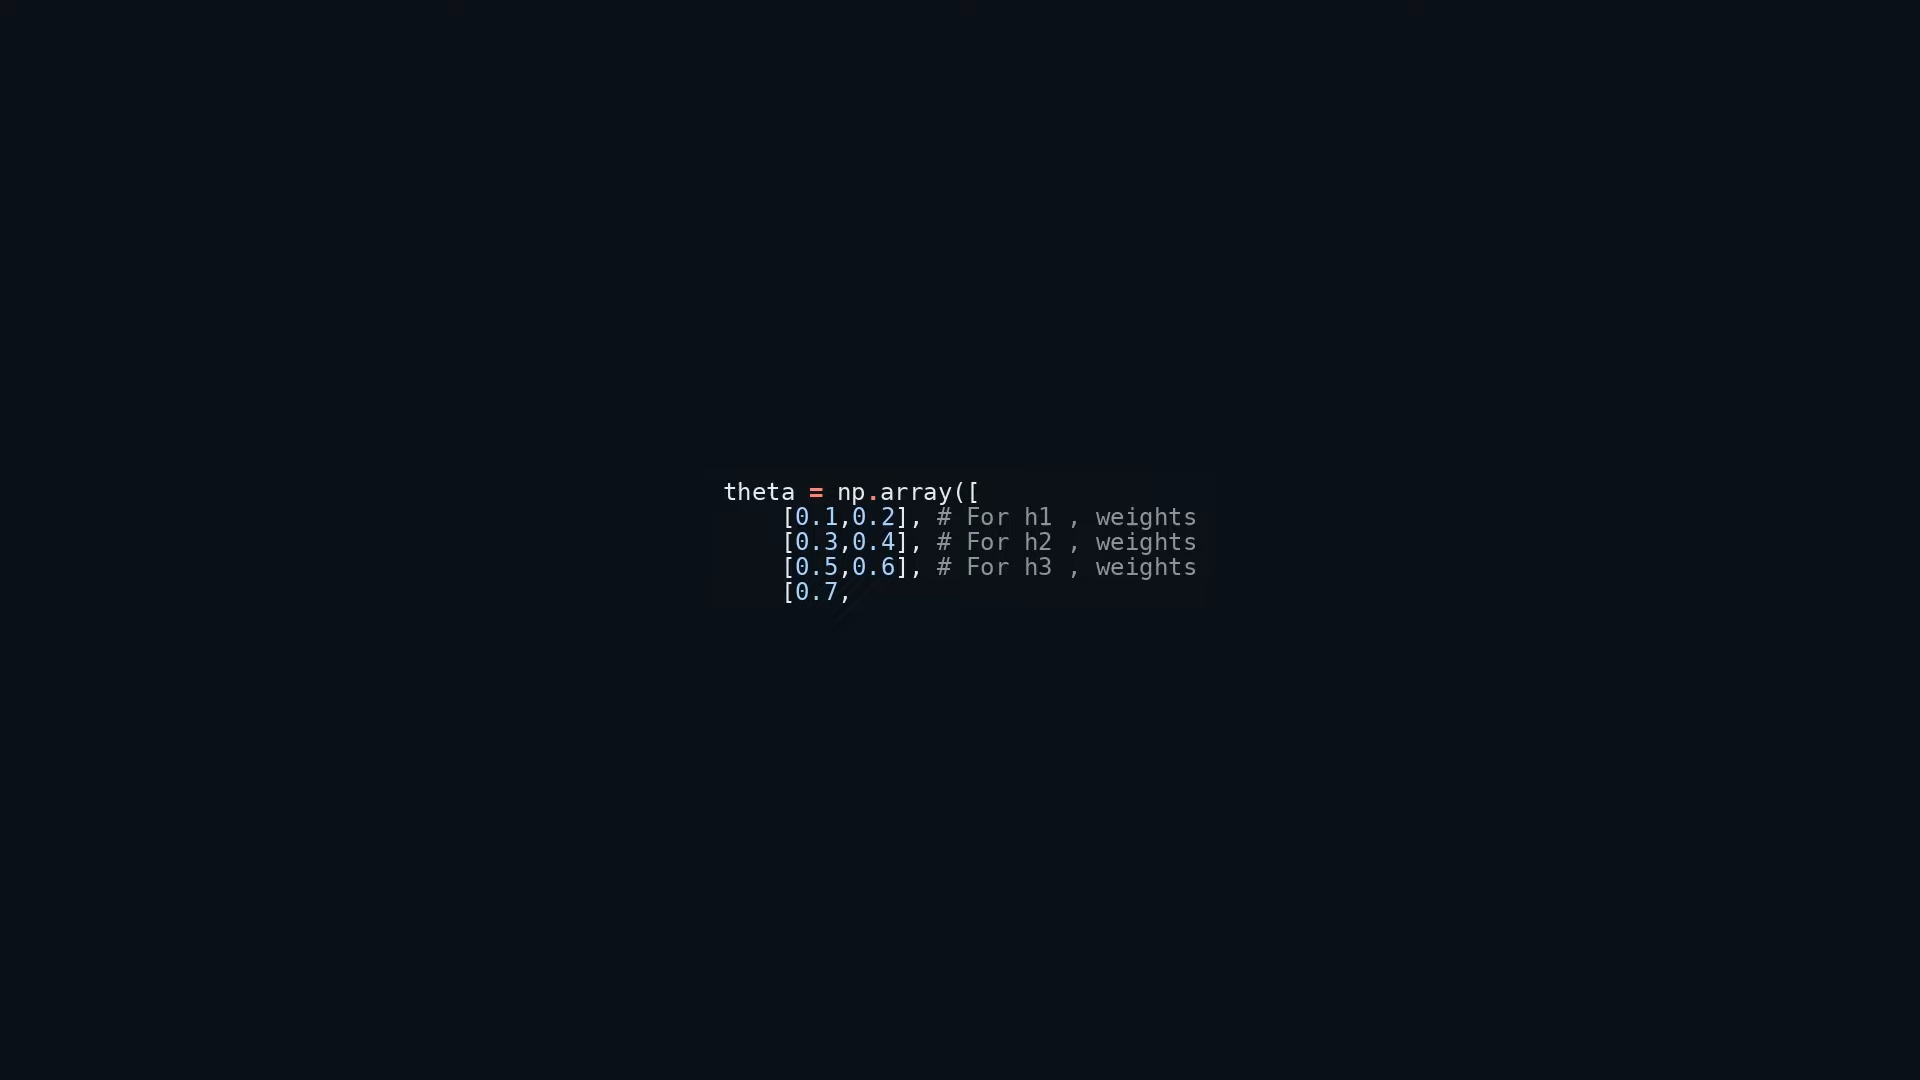 theta = np.array([
    [0.1,0.2], # For h1 , weights
    [0.3,0.4], # For h2 , weights
    [0.5,0.6], # For h3 , weights
    [0.7,